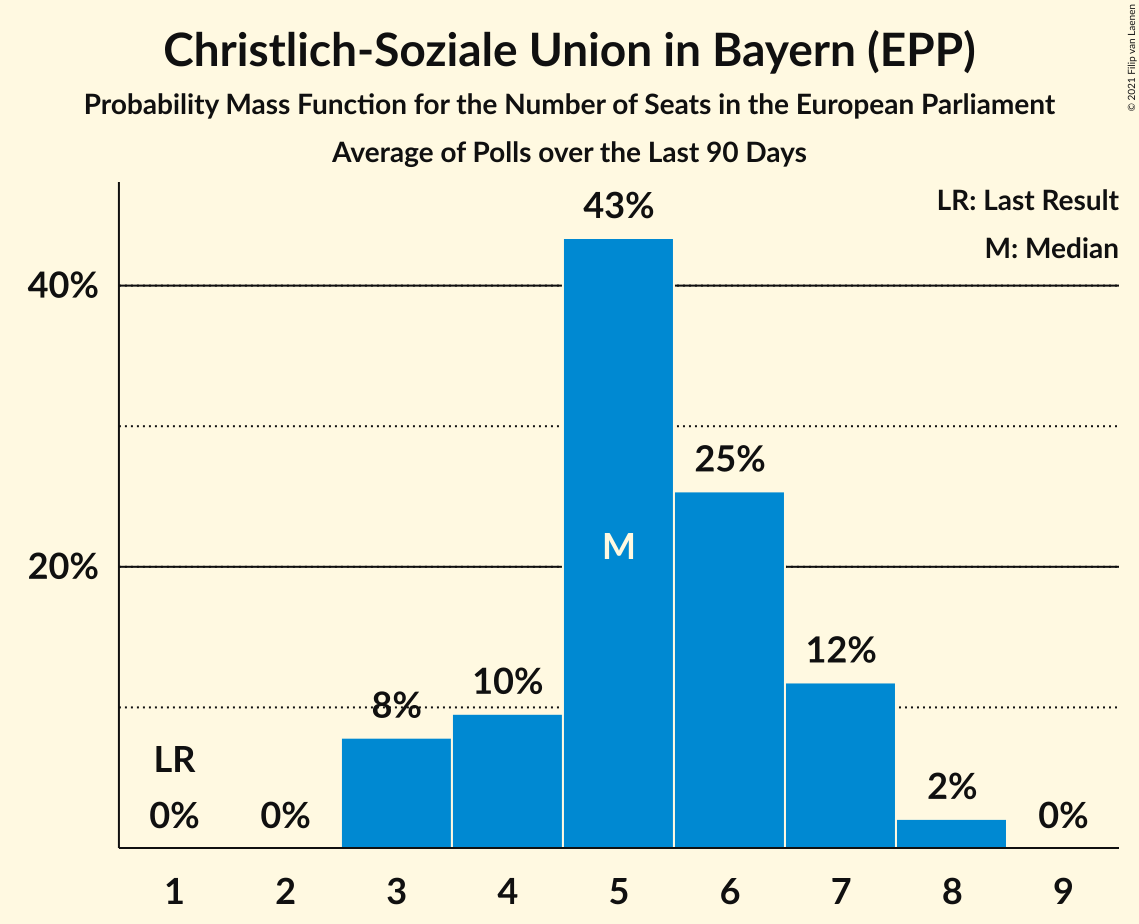 Christlich-Soziale Union in Bayern (EPP)
Probability Mass Function for the Number of Seats in the European Parliament
Average of Polls over the Last 90 Days
© 2021 Filip van Laenen
LR: Last Result
M: Median
43%
40%
25%
M
20%
12%
10%
8%
LR
2%
0% 0% 0%
1 2 3 4 5 6 7 8 9